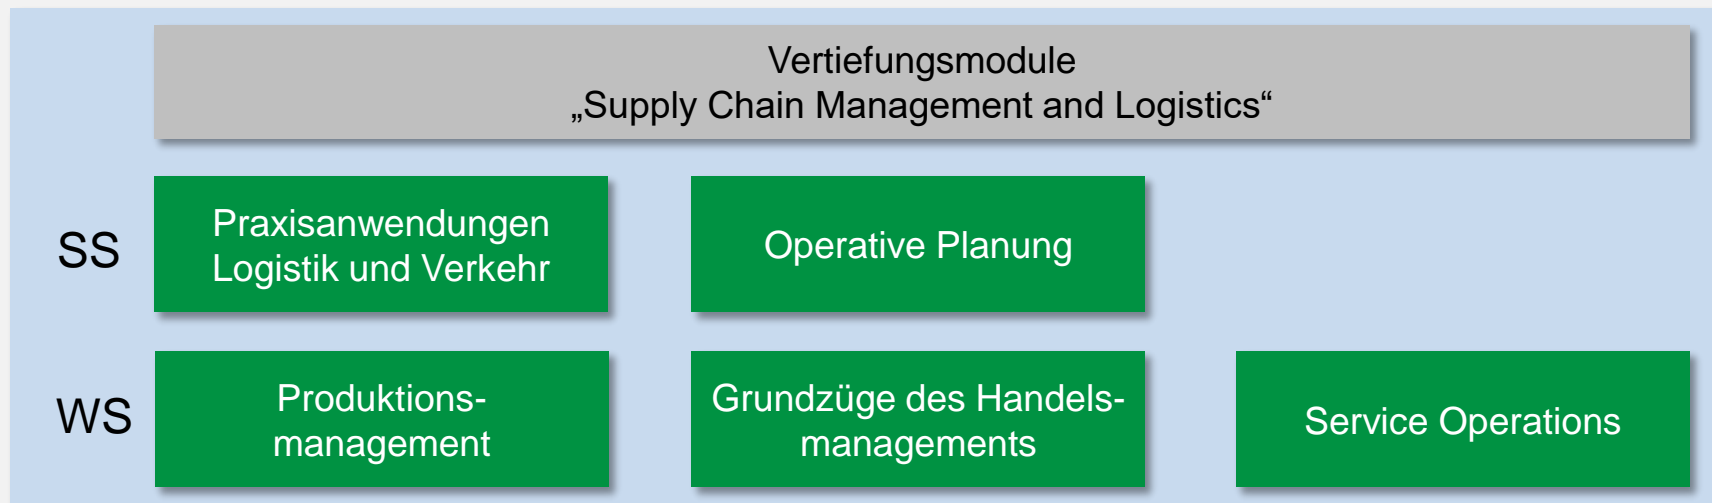 Vertiefungsmodule
„Supply Chain Management and Logistics“
SS
Praxisanwendungen
Logistik und Verkehr
Operative Planung
WS
Produktions-
management
Grundzüge des Handels-
managements
Service Operations